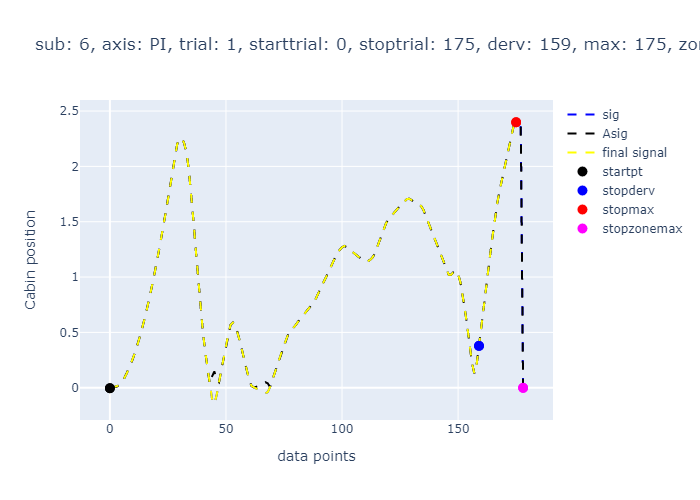 sub: 6, axis: PI, trial: 1, starttrial: 0, stoptrial: 175, derv: 159, max: 175, zor
2.5
2
1.5
1
0.5
0
Cabin position
0
50
100
150
data points
sig
Asig
final signal
startpt
stopderv
stopmax
stopzonemax